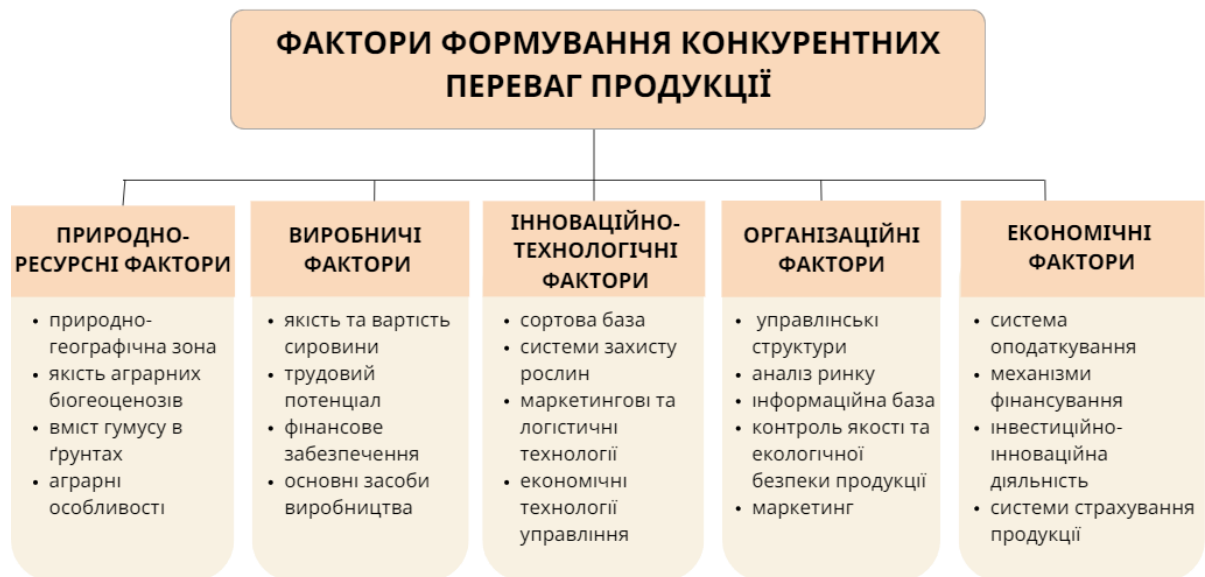 ФАКТОРИ ФОРМУВАННЯ КОНКУРЕНТНИХ
ПЕРЕВАГ ПРОДУКЦІЇ
ПРИРОДНО-
РЕСУРСНІ ФАКТОРИ
• природно-
географічна зона
• якість аграрних
біогеоценозів
• вміст гумусу в
ґрунтах
• аграрні
особливості
ВИРОБНИЧІ
ФАКТОРИ
• якість та вартість
сировини
• трудовий
потенціал
• фінансове
забезпечення
• основні засоби
виробництва
ІННОВАЦІЙНО-
ТЕХНОЛОГІЧНІ
ФАКТОРИ
• сортова база
• системи захисту
рослин
• маркетингові та
логістичні
технології
• економічні
технології
управління
ОРГАНІЗАЦІЙНІ
ФАКТОРИ
• управлінські
структури
• аналіз ринку
• інформаційна база
• контроль якості та
екологічної
безпеки продукції
• маркетинг
ЕКОНОМІЧНІ
ФАКТОРИ
• система
оподаткування
• механізми
фінансування
• інвестиційно-
інноваційна
діяльність
• системи страхування
продукції